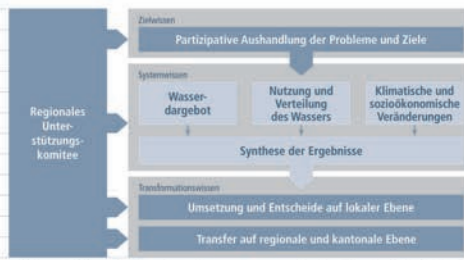 Zielwissen
Partizipative Aushandlung der Probleme und Ziele
Regionales
Unter-
stützungs-
komitee
Systemwissen
Wasser-
dargebot
Nutzung und
Verteilung
des Wassers
Klimatische und
sozioökonomische
Veränderungen
Synthese der Ergebnisse
Transformationswissen
Umsetzung und Entscheide auf lokaler Ebene
Transfer auf regionale und kantonale Ebene